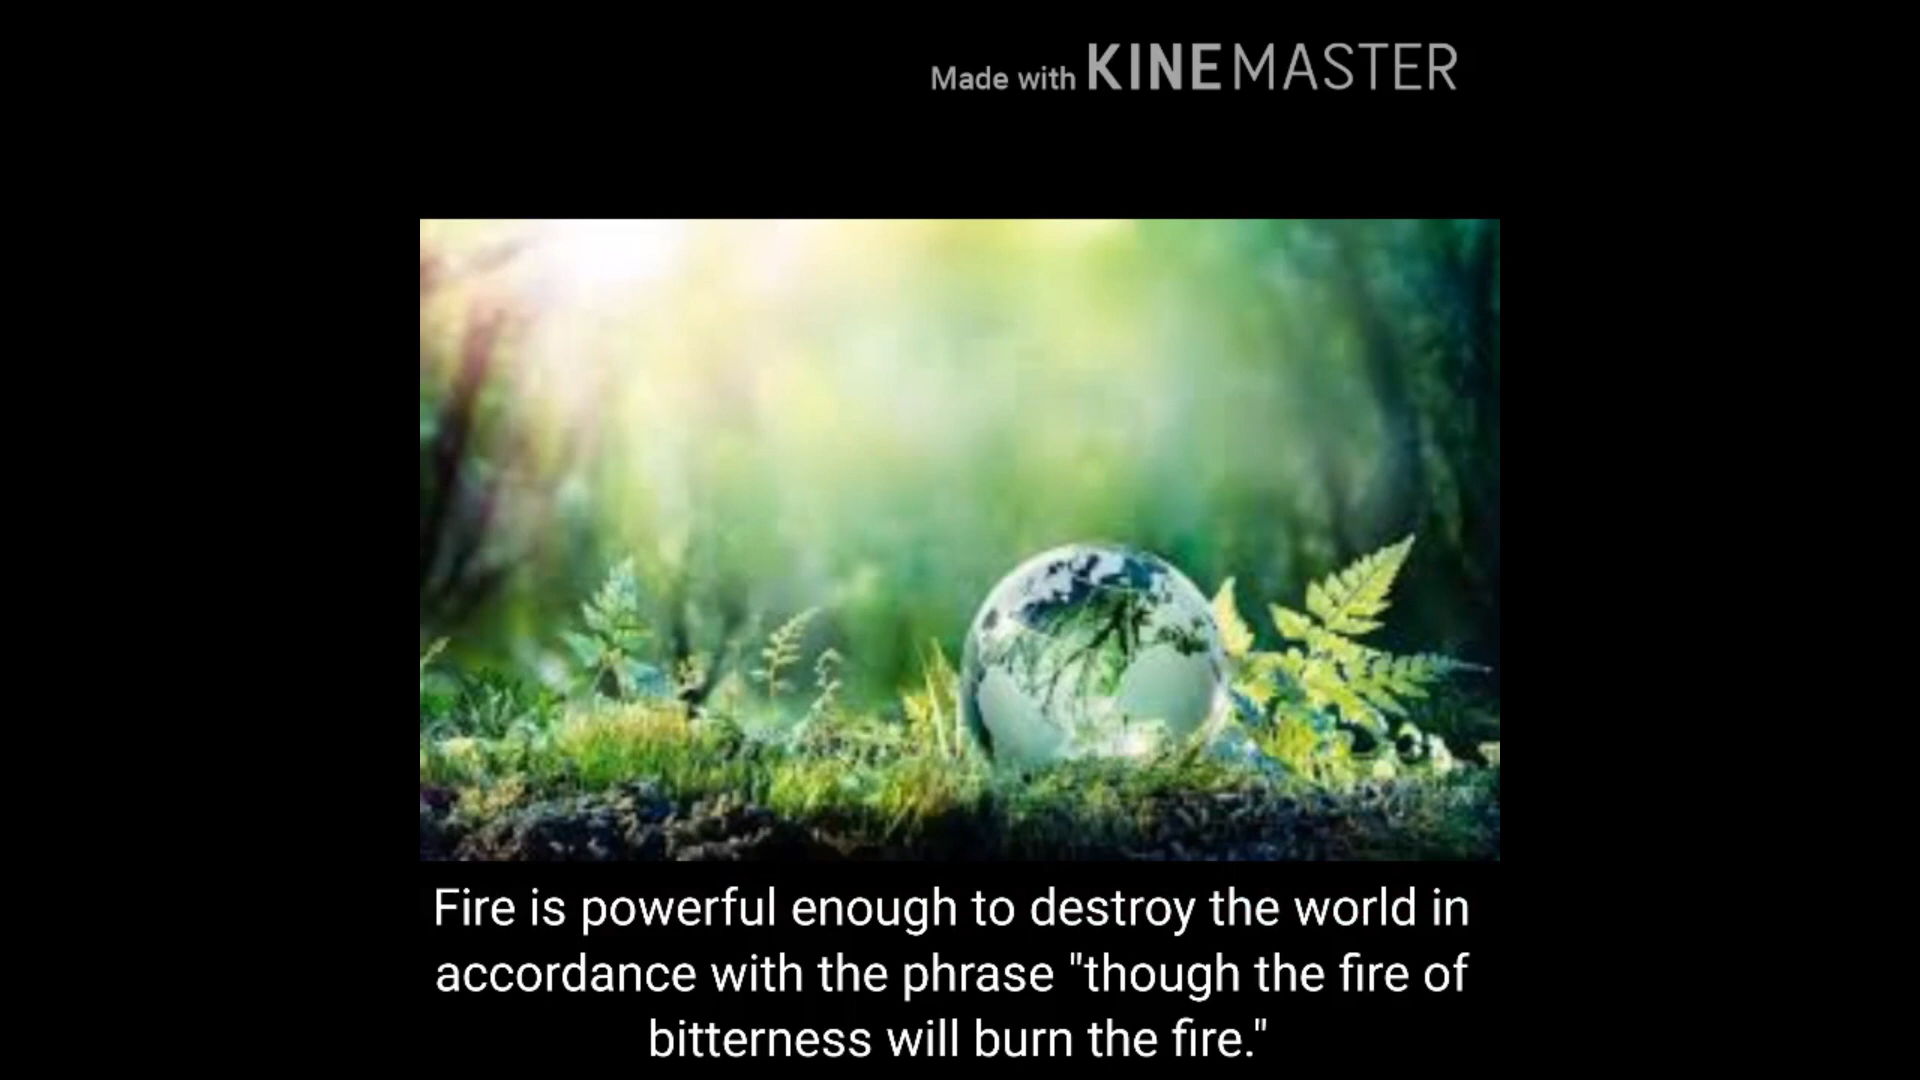 Made with KINEMASTER
Fire is powerful enough to destroy the world in
accordance with the phrase "though the fire of
bitterness will burn the fire."